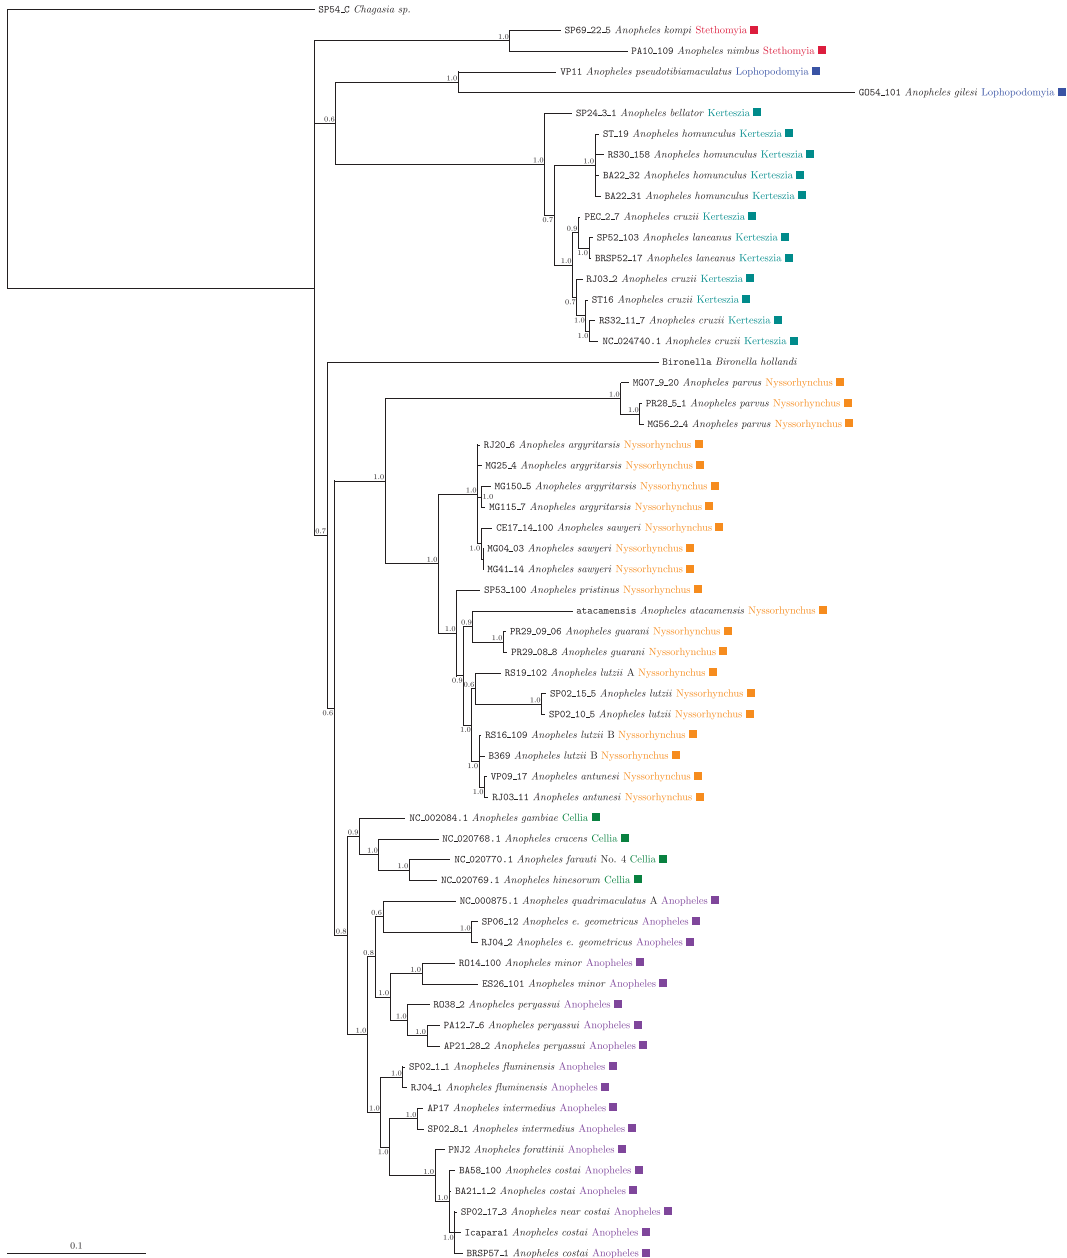 SP54_C Chagasia sp.
SP69_22_5 Anopheles kompi Stethomyia
1.0
PA10_109 Anopheles nimbus Stethomyia
VP11 Anopheles pseudotibiamaculatus Lophopodomyia
1.0
GO54_101 Anopheles gilesi Lophopodomyia
0.6
SP24_3_1 Anopheles bellator Kerteszia
ST_19 Anopheles homunculus Kerteszia
RS30_158 Anopheles homunculus Kerteszia
1.0
1.0
BA22_32 Anopheles homunculus Kerteszia
BA22_31 Anopheles homunculus Kerteszia
PEC_2_7 Anopheles cruzii Kerteszia
0.7
0.9
SP52_103 Anopheles laneanus Kerteszia
1.0
BRSP52_17 Anopheles laneanus Kerteszia
1.0
RJ03_2 Anopheles cruzii Kerteszia
ST16 Anopheles cruzii Kerteszia
0.7
RS32_11_7 Anopheles cruzii Kerteszia
1.0
1.0
NC_024740.1 Anopheles cruzii Kerteszia
Bironella Bironella hollandi
MG07_9_20 Anopheles parvus Nyssorhynchus
1.0
PR28_5_1 Anopheles parvus Nyssorhynchus
1.0
MG56_2_4 Anopheles parvus Nyssorhynchus
RJ20_6 Anopheles argyritarsis Nyssorhynchus
MG25_4 Anopheles argyritarsis Nyssorhynchus
1.0
MG150_5 Anopheles argyritarsis Nyssorhynchus
1.0
1.0
MG115_7 Anopheles argyritarsis Nyssorhynchus
CE17_14_100 Anopheles sawyeri Nyssorhynchus
0.7
1.0
MG04_03 Anopheles sawyeri Nyssorhynchus
1.0
MG41_14 Anopheles sawyeri Nyssorhynchus
SP53_100 Anopheles pristinus Nyssorhynchus
atacamensis Anopheles atacamensis Nyssorhynchus
0.9
1.0
PR29_09_06 Anopheles guarani Nyssorhynchus
1.0
PR29_08_8 Anopheles guarani Nyssorhynchus
RS19_102 Anopheles lutzii A Nyssorhynchus
0.9
0.6
SP02_15_5 Anopheles lutzii Nyssorhynchus
1.0
SP02_10_5 Anopheles lutzii Nyssorhynchus
0.6
1.0
RS16_109 Anopheles lutzii B Nyssorhynchus
B369 Anopheles lutzii B Nyssorhynchus
1.0
VP09_17 Anopheles antunesi Nyssorhynchus
1.0
RJ03_11 Anopheles antunesi Nyssorhynchus
NC_002084.1 Anopheles gambiae Cellia
0.9
NC_020768.1 Anopheles cracens Cellia
1.0
NC_020770.1 Anopheles farauti No. 4 Cellia
1.0
NC_020769.1 Anopheles hinesorum Cellia
NC_000875.1 Anopheles quadrimaculatus A Anopheles
0.6
SP06_12 Anopheles e. geometricus Anopheles
0.8
1.0
RJ04_2 Anopheles e. geometricus Anopheles
0.8
RO14_100 Anopheles minor Anopheles
1.0
ES26_101 Anopheles minor Anopheles
1.0
RO38_2 Anopheles peryassui Anopheles
1.0
PA12_7_6 Anopheles peryassui Anopheles
1.0
1.0
AP21_28_2 Anopheles peryassui Anopheles
SP02_1_1 Anopheles fluminensis Anopheles
1.0
RJ04_1 Anopheles fluminensis Anopheles
AP17 Anopheles intermedius Anopheles
1.0
1.0
SP02_8_1 Anopheles intermedius Anopheles
PNJ2 Anopheles forattinii Anopheles
1.0
BA58_100 Anopheles costai Anopheles
1.0
BA21_1_2 Anopheles costai Anopheles
1.0
SP02_17_3 Anopheles near costai Anopheles
Icapara1 Anopheles costai Anopheles
1.0
BRSP57_1 Anopheles costai Anopheles
0.1